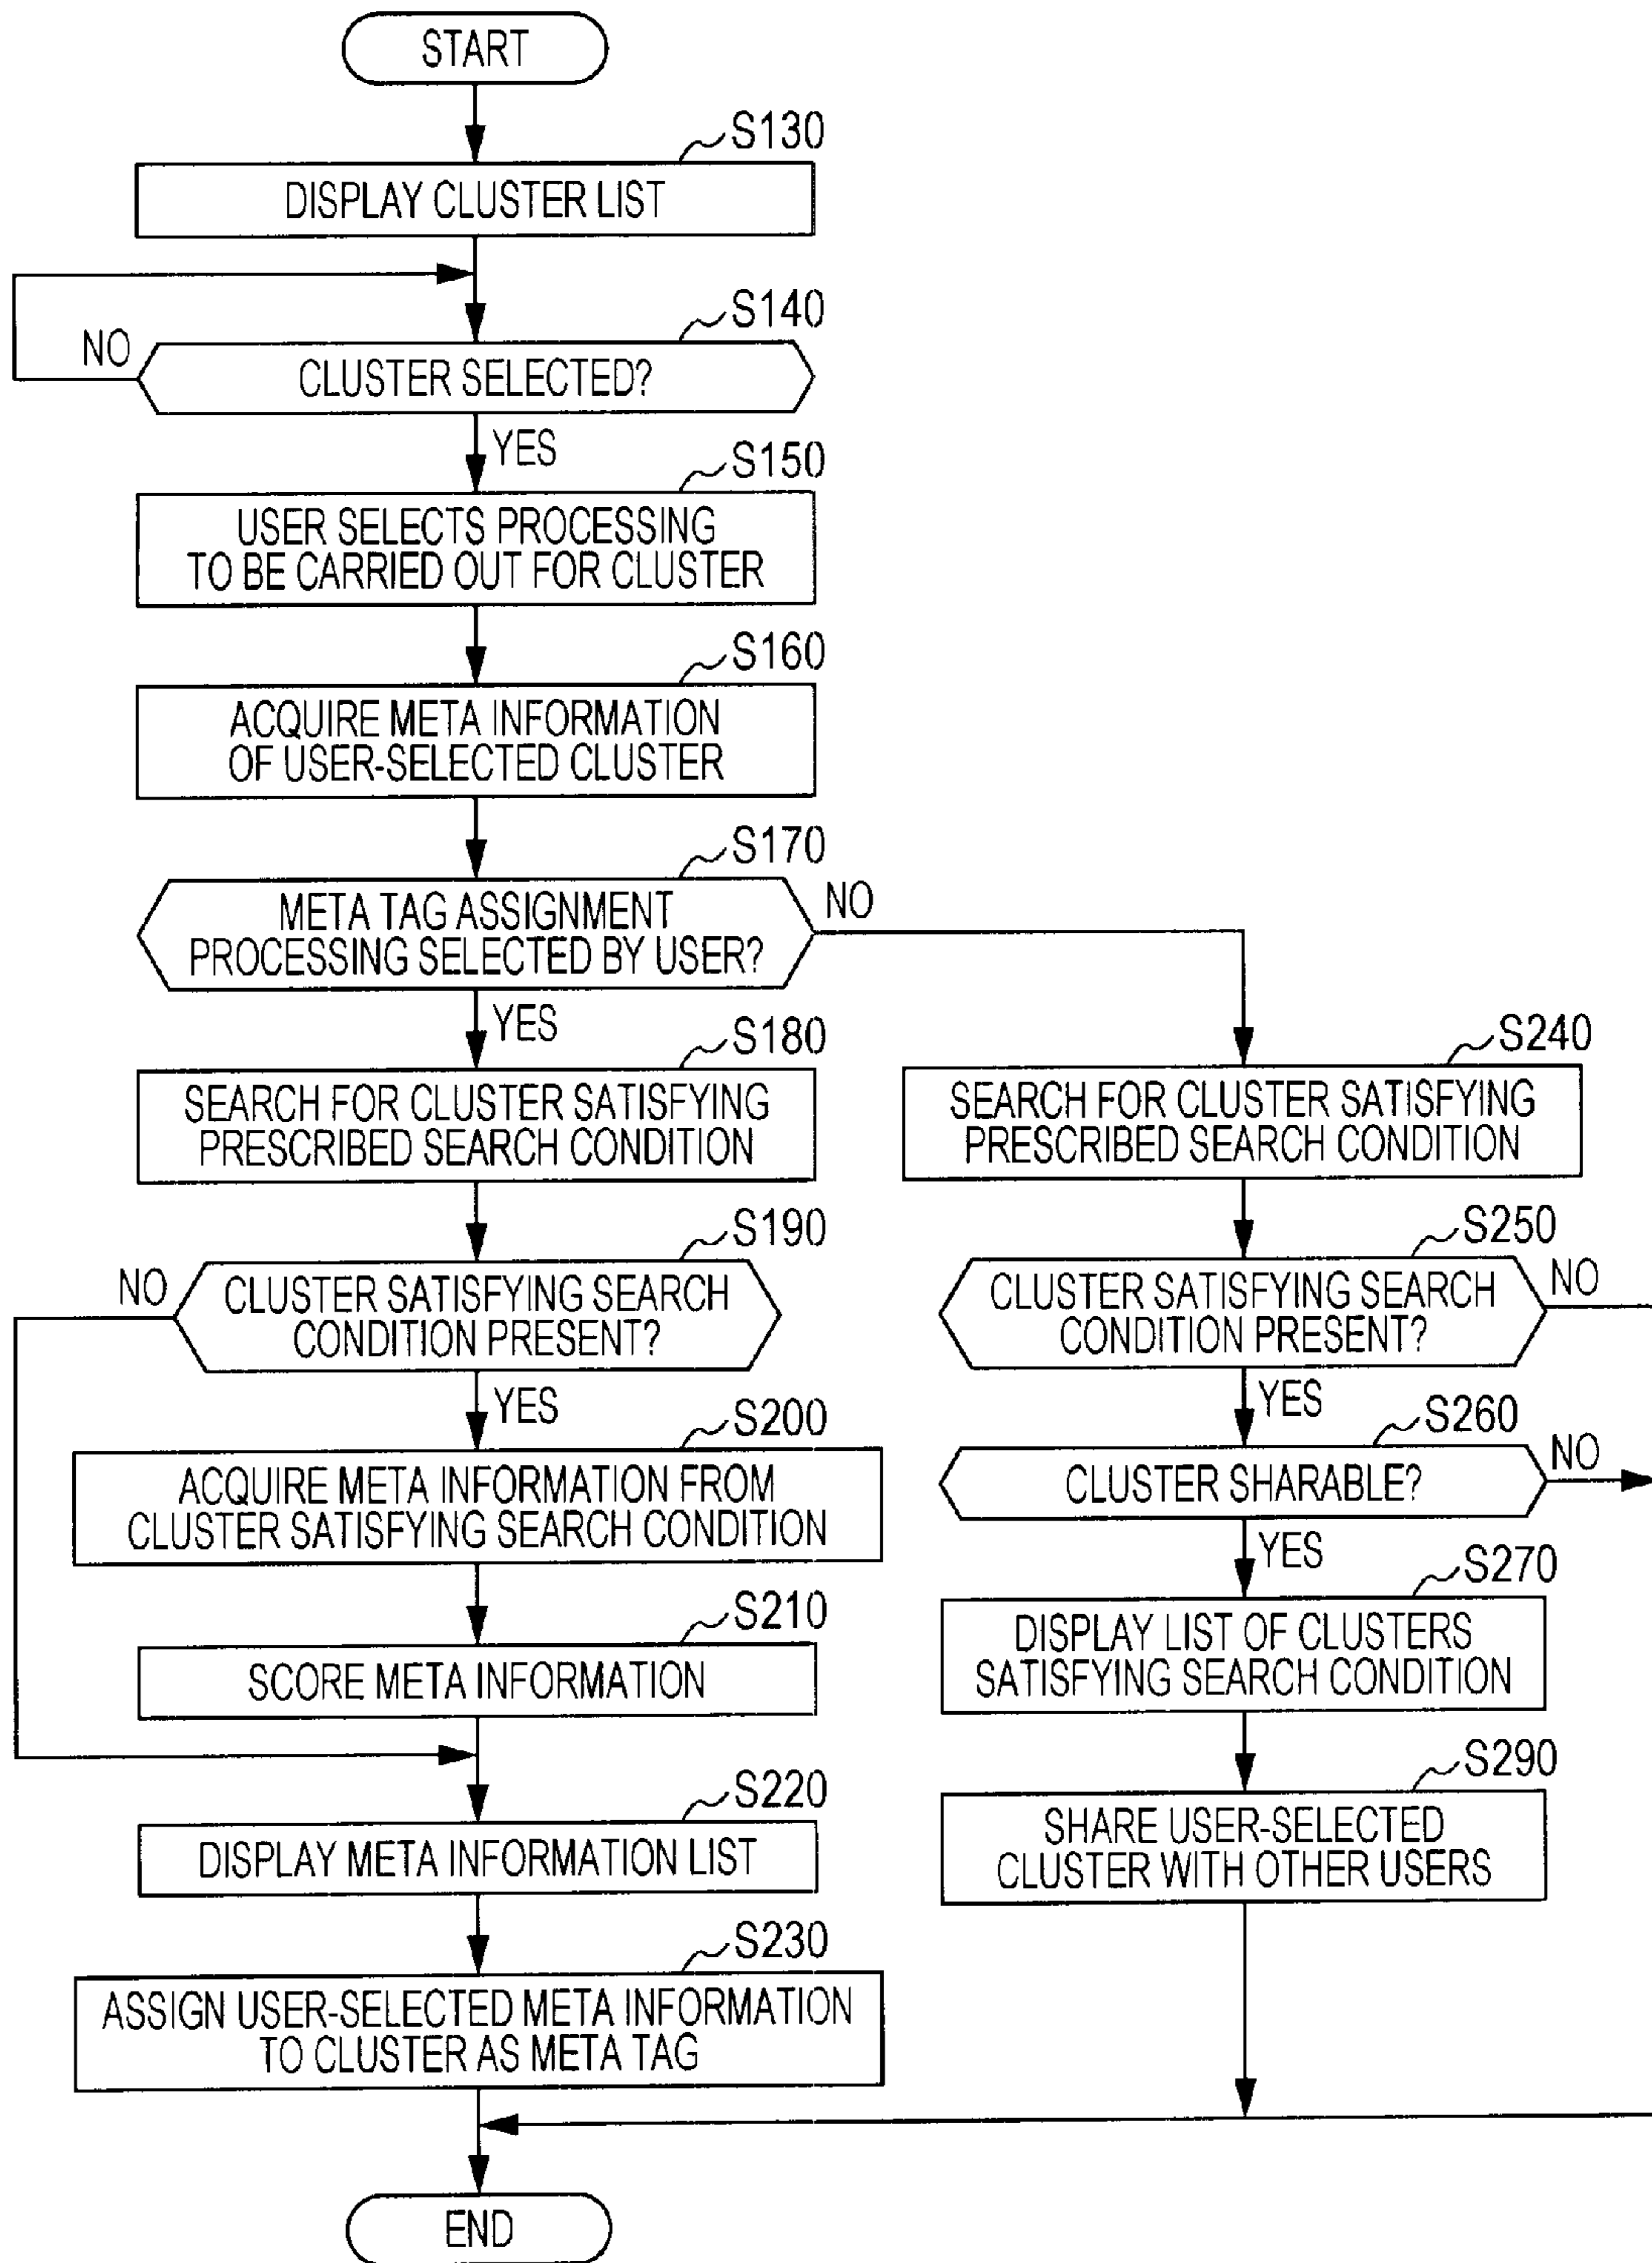 START
S130
DISPLAY CLUSTER LIST
S140
NO
CLUSTER SELECTED?
YES
S150
USER SELECTS PROCESSING
TO BE CARRIED OUT FOR CLUSTER
S160
ACQUIRE META INFORMATION
OF USER-SELECTED CLUSTER
S170
META TAG ASSIGNMENT
PROCESSING SELECTED BY USER?
NO
YES
S180
SEARCH FOR CLUSTER SATISFYING
PRESCRIBED SEARCH CONDITION
S190
NO
CLUSTER SATISFYING SEARCH
CONDITION PRESENT?
YES
S200
ACQUIRE META INFORMATION FROM
CLUSTER SATISFYING SEARCH CONDITION
S210
SCORE META INFORMATION
S220
DISPLAY META INFORMATION LIST
S230
ASSIGN USER-SELECTED META INFORMATION
TO CLUSTER AS META TAG
S240
SEARCH FOR CLUSTER SATISFYING
PRESCRIBED SEARCH CONDITION
S250
CLUSTER SATISFYING SEARCH
CONDITION PRESENT?
NO
YES
S260
CLUSTER SHARABLE?
NO
YES
S270
DISPLAY LIST OF CLUSTERS
SATISFYING SEARCH CONDITION
S290
SHARE USER-SELECTED
CLUSTER WITH OTHER USERS
END